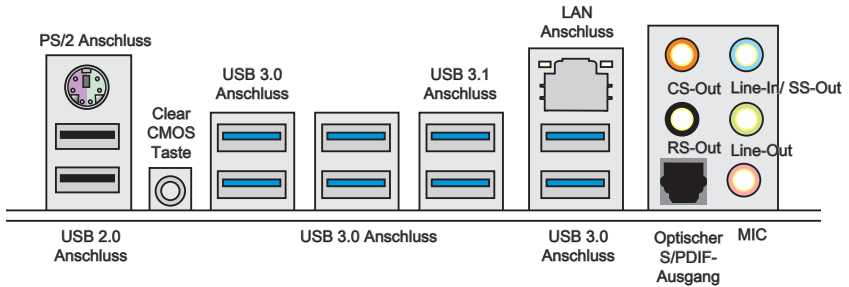 LAN
Anschluss
PS/2 Anschluss
USB 3.0
Anschluss
USB 3.1
Anschluss
Clear
CMOS
Taste
CS-Out
Line-In/ SS-Out
RS-Out
Line-Out
USB 2.0
Anschluss
USB 3.0 Anschluss
USB 3.0
Anschluss
Optischer
S/PDIF-
Ausgang
MIC